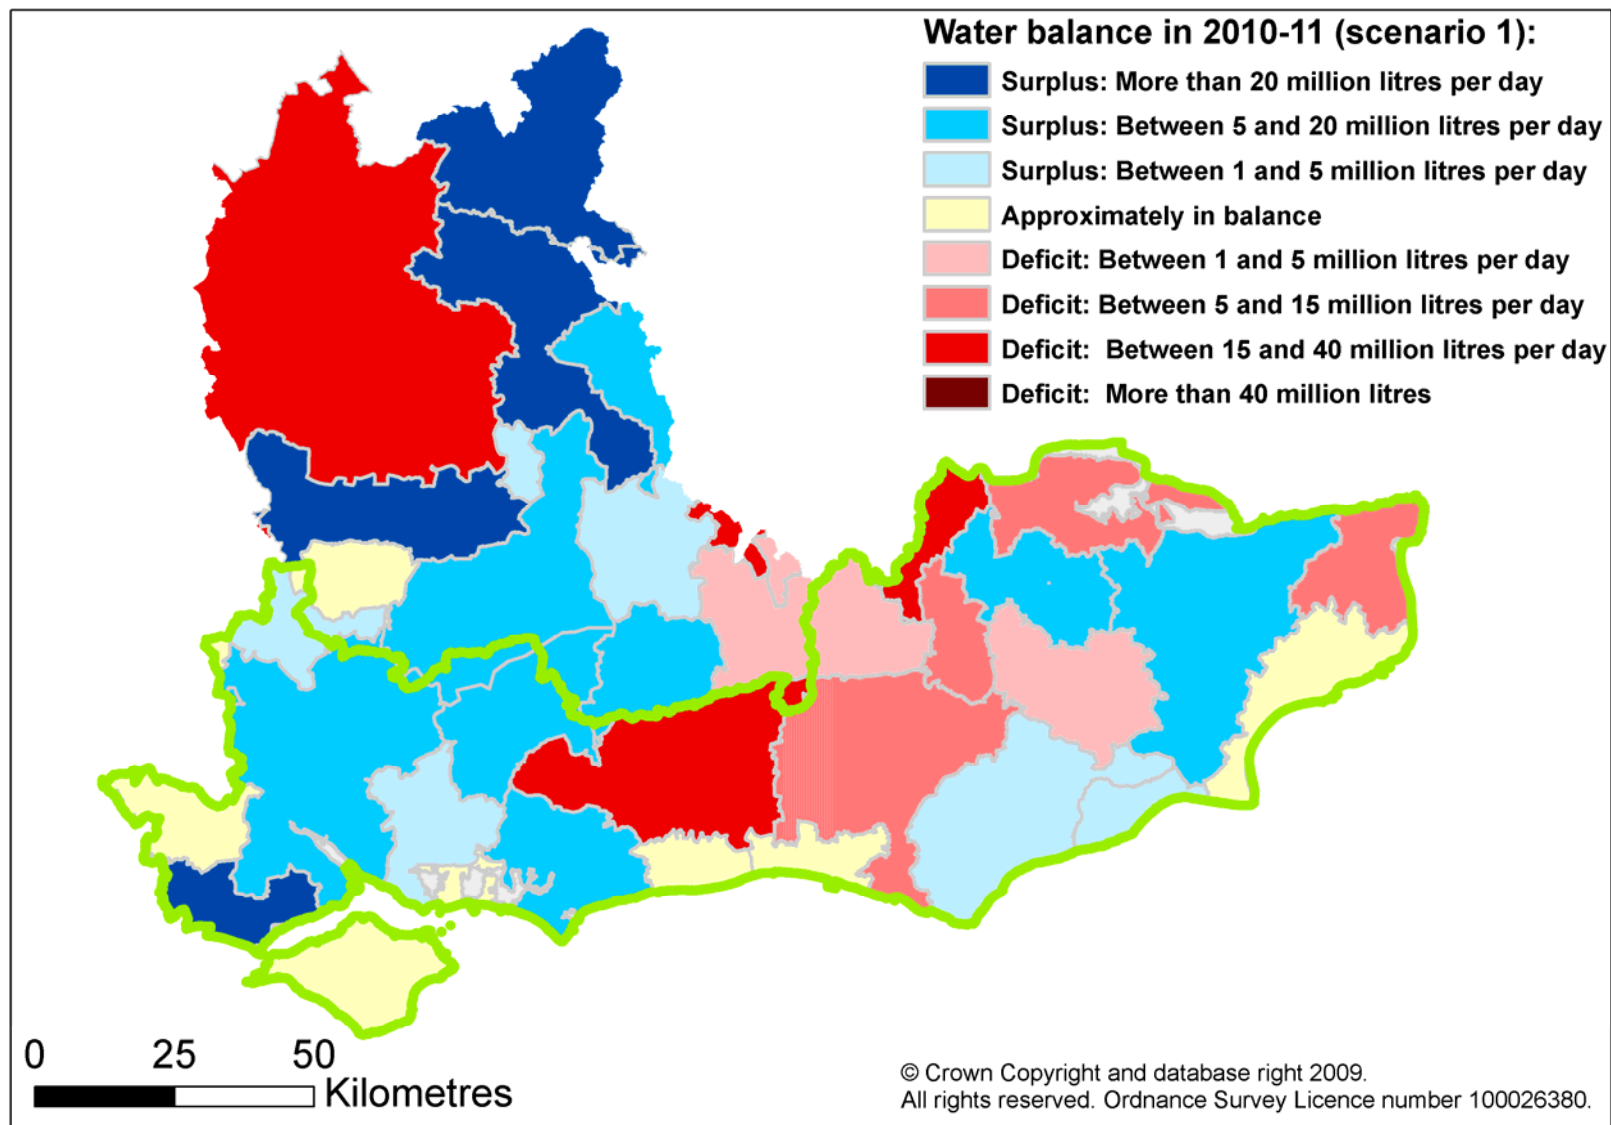 Water balance in 2010-11 (scenario 1):
Surplus: More than 20 million litres per day
Surplus: Between 5 and 20 million litres per day
Surplus: Between 1 and 5 million litres per day
Approximately in balance
Deficit: Between 1 and 5 million litres per day
Deficit: Between 5 and 15 million litres per day
Deficit: Between 15 and 40 million litres per day
Deficit: More than 40 million litres
0 25 50
Kilometres
© Crown Copyright and database right 2009.
All rights reserved. Ordnance Survey Licence number 100026380.